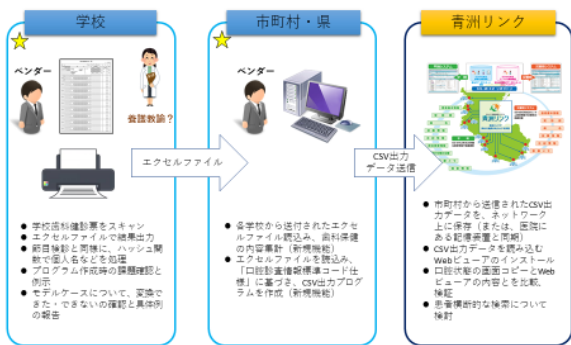 学校
ベンダー
養護教諭？
エクセルファイル
● 学校歯科健診票をスキャン
● エクセルファイルで結果出力
● 節目検診と同様に、ハッシュ関数で個人名などを処理
● プログラム作成時の課題確認と例示
● モデルケースについて、変換できた・できないの確認と具体例の報告
市町村・県
ベンダー
CSV出力
データ送信
● 各学校から送付されたエクセルファイル読込み、歯科保健の内容集計（新規機能）
● エクセルファイルを読込み、「口腔診査情報標準コード仕様」に基づき、CSV出力プログラムを作成（新規機能）
青洲リンク
青洲リンク
● 市町村から送信されたCSV出力データを、ネットワーク上に保存（または、医院にある記憶装置と同期）
● CSV出力データを読み込むWebビューアのインストール
● 口腔状態の画面コピーとWebビューアの内容とを比較、検証
● 患者横断的な検索について検討